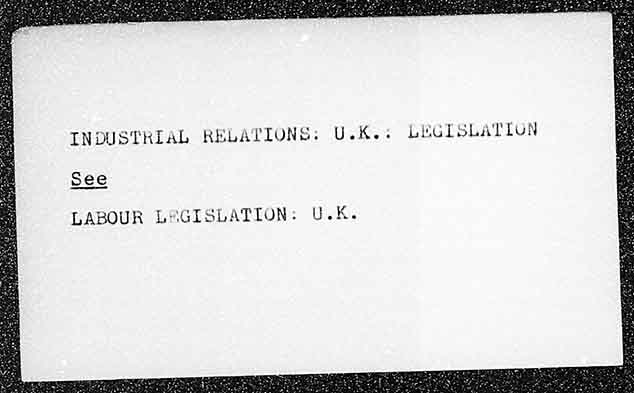 INDUSTRIAL RELATIONS: U.K.: LEGISLATION
See
LABOUR LEGISLATION: U.K.